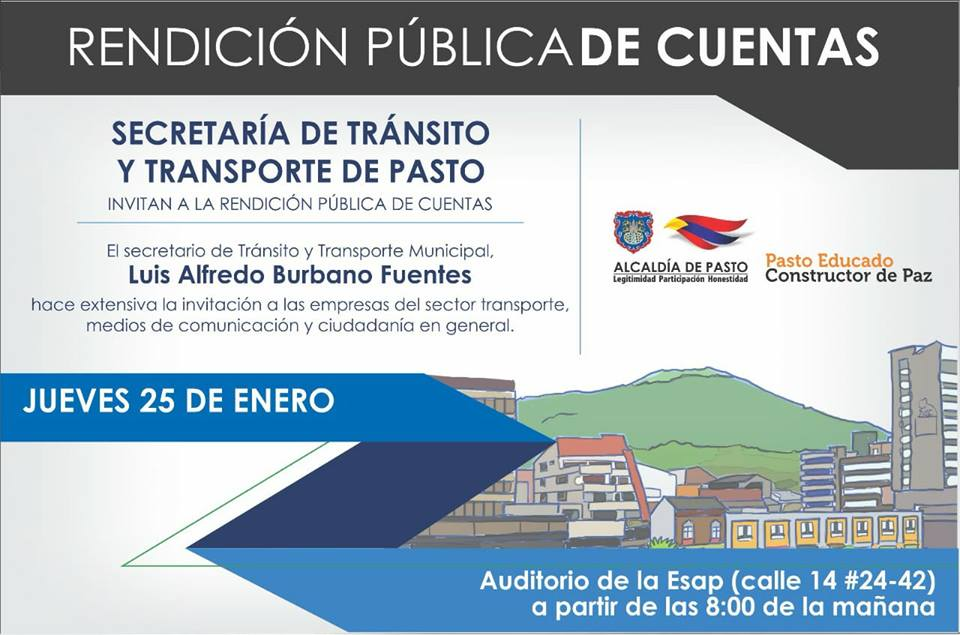 RENDICIÓN PÚBLICA DE CUENTAS
SECRETARÍA DE TRÁNSITO
Y TRANSPORTE DE PASTO
INVITAN A LA RENDICIÓN PÚBLICA DE CUENTAS
El secretario de Tránsito y Transporte Municipal,
Luis Alfredo Burbano Fuentes
hace extensiva la invitación a las empresas del sector transporte,
medios de comunicación y ciudadanía en general.
ALCALDÍA DE PASTO
Legitimidad Participación Honestidad
Pasto Educado
Constructor de Paz
JUEVES 25 DE ENERO
Auditorio de la Esap (calle 14 #24-42)
a partir de las 8:00 de la mañana